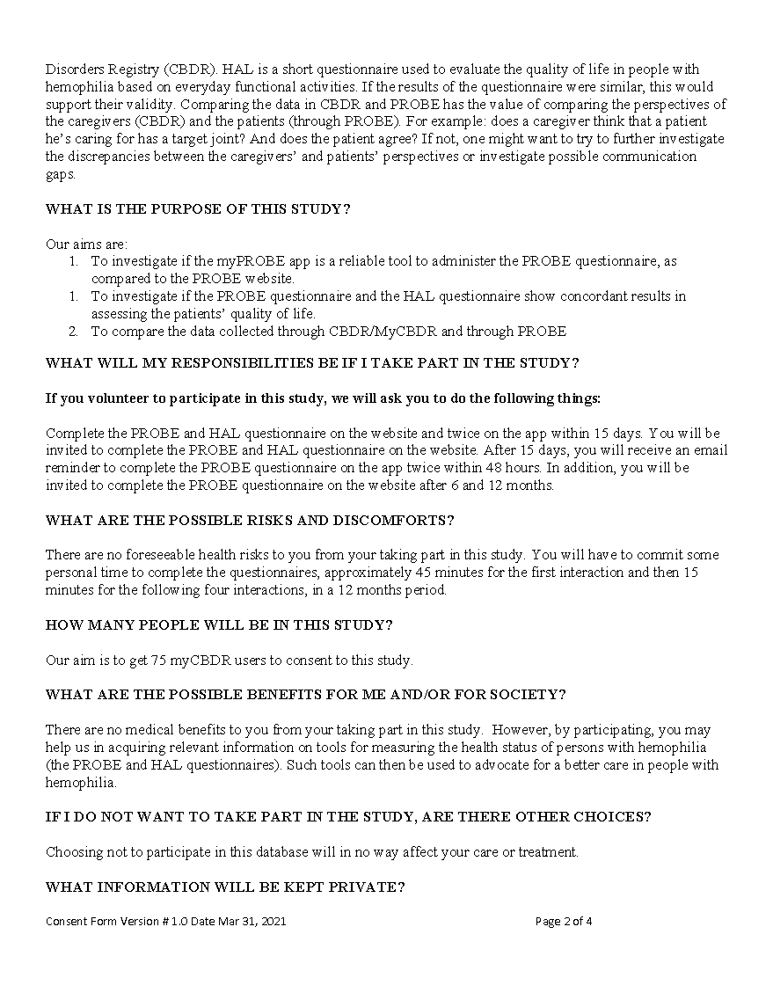 Disorders Registry (CBDR). HAL is a short questionnaire used to evaluate the quality of life in people with
hemophilia based on everyday functional activities. If the results of the questionnaire were similar, this would
support their validity. Comparing the data in CBDR and PROBE has the value of comparing the perspectives of
the caregivers (CBDR) and the patients (through PROBE). For example: does a caregiver think that a patient
he's caring for has a target joint? And does the patient agree? If not, one might want to try to further investigate
the discrepancies between the caregivers' and patients' perspectives or investigate possible communication
gaps.
WHAT IS THE PURPOSE OF THIS STUDY?
Our aims are:
1. To investigate if the myPROBE app is a reliable tool to administer the PROBE questionnaire, as
compared to the PROBE website.
1. To investigate if the PROBE questionnaire and the HAL questionnaire show concordant results in
assessing the patients' quality of life.
2. To compare the data collected through CBDR/MyCBDR and through PROBE
WHAT WILL MY RESPONSIBILITIES BE IF I TAKE PART IN THE STUDY?
If you volunteer to participate in this study, we will ask you to do the following things:
Complete the PROBE and HAL questionnaire on the website and twice on the app within 15 days. You will be
invited to complete the PROBE and HAL questionnaire on the website. After 15 days, you will receive an email
reminder to complete the PROBE questionnaire on the app twice within 48 hours. In addition, you will be
invited to complete the PROBE questionnaire on the website after 6 and 12 months.
WHAT ARE THE POSSIBLE RISKS AND DISCOMFORTS?
There are no foreseeable health risks to you from your taking part in this study. You will have to commit some
personal time to complete the questionnaires, approximately 45 minutes for the first interaction and then 15
minutes for the following four interactions, in a 12 months period.
HOW MANY PEOPLE WILL BE IN THIS STUDY?
Our aim is to get 75 myCBDR users to consent to this study.
WHAT ARE THE POSSIBLE BENEFITS FOR ME AND/OR FOR SOCIETY?
There are no medical benefits to you from your taking part in this study.  However, by participating, you may
help us in acquiring relevant information on tools for measuring the health status of persons with hemophilia
(the PROBE and HAL questionnaires). Such tools can then be used to advocate for a better care in people with
hemophilia.
IF I DO NOT WANT TO TAKE PART IN THE STUDY, ARE THERE OTHER CHOICES?
Choosing not to participate in this database will in no way affect your care or treatment.
WHAT INFORMATION WILL BE KEPT PRIVATE?
Consent Form Version # 1.0 Date Mar 31, 2021 Page 2 of 4